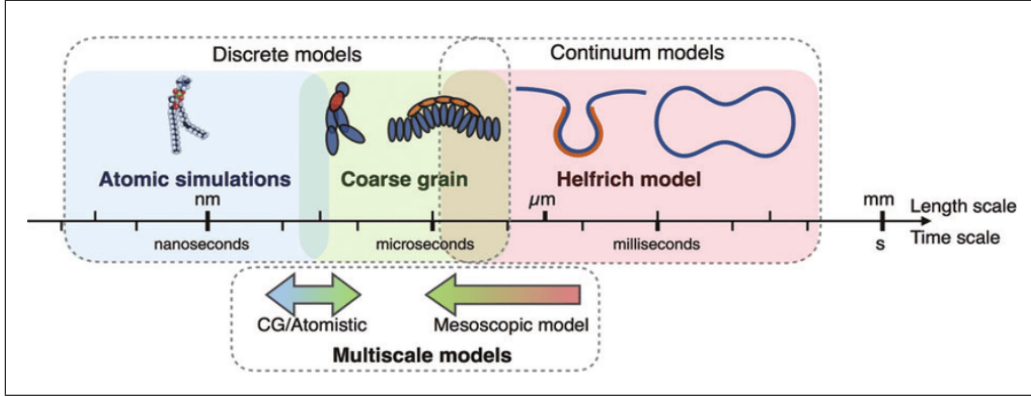 Discrete models
Continuum models
Atomic simulations
Coarse grain
Helfrich model
nm
µm
mm
Length scale
nanoseconds
microseconds
milliseconds
s
Time scale
CG/Atomistic
Mesoscopic model
Multiscale models